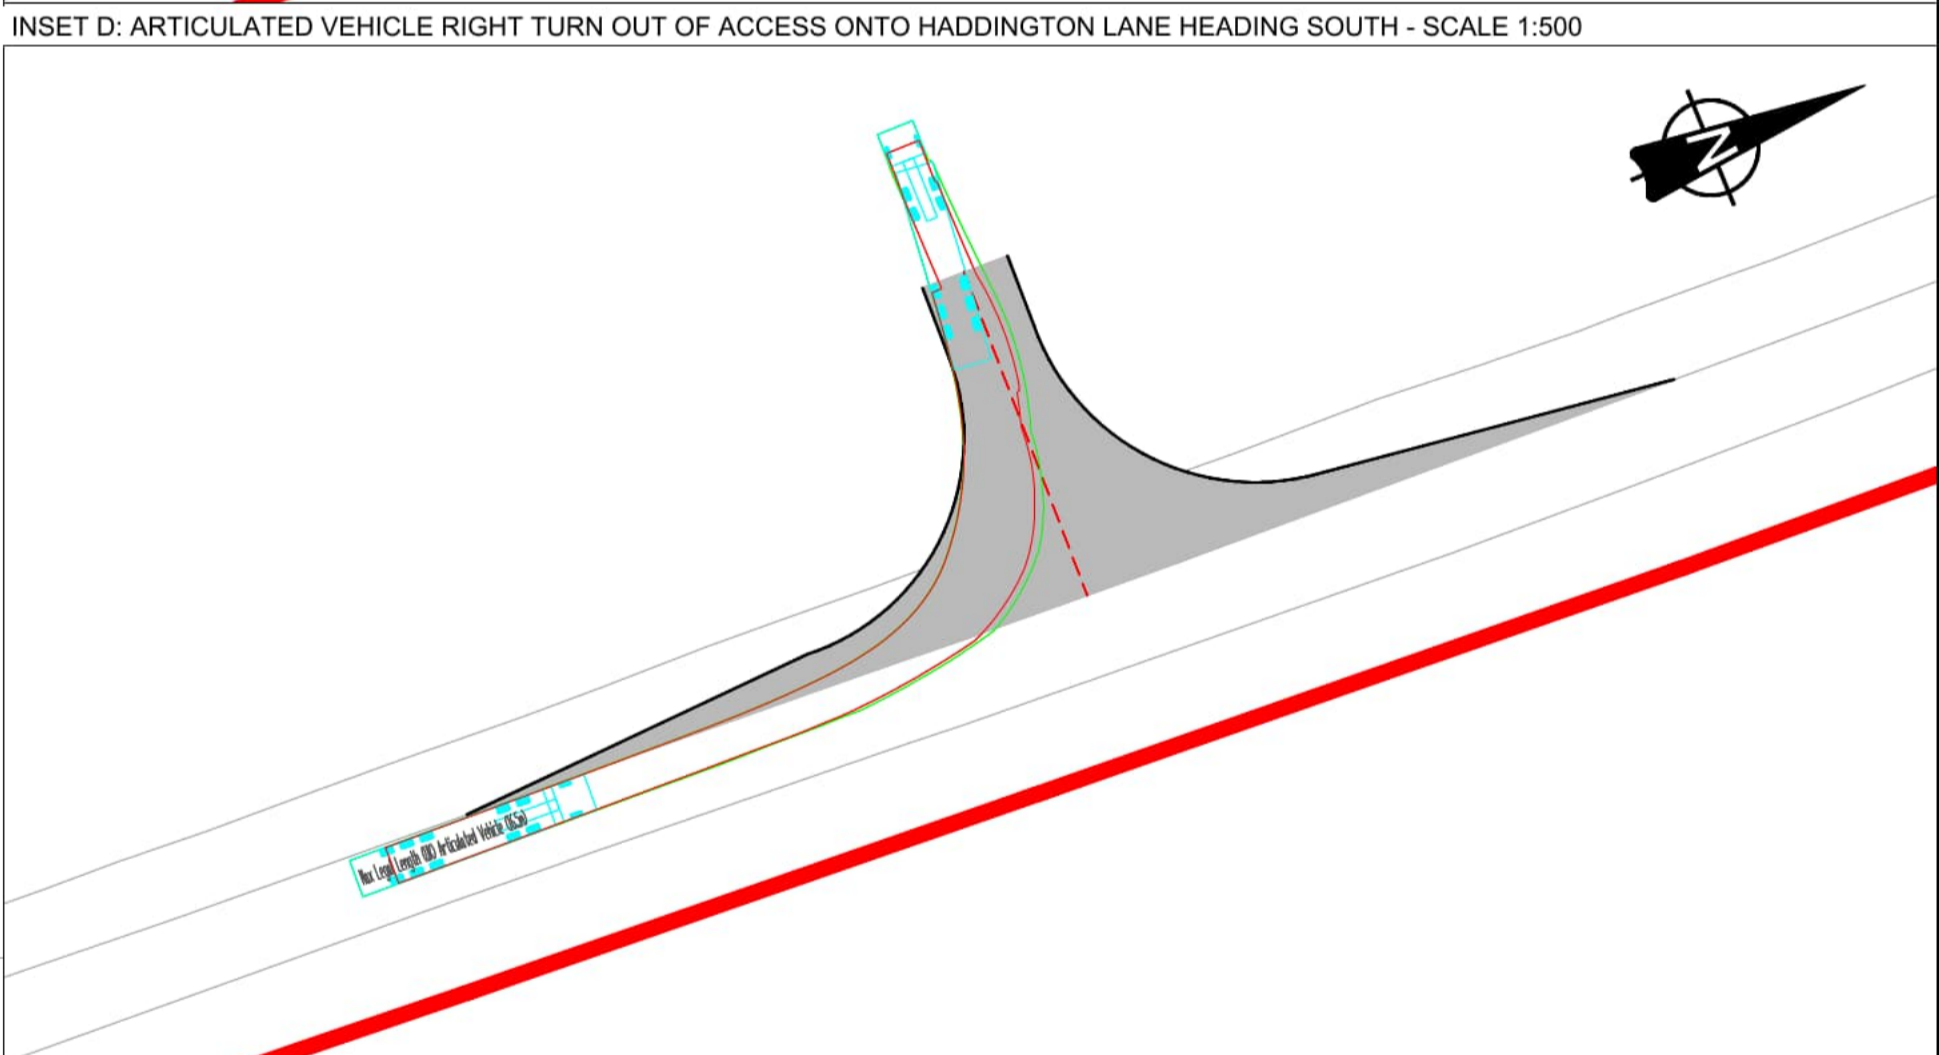 INSET D: ARTICULATED VEHICLE RIGHT TURN OUT OF ACCESS ONTO HADDINGTON LANE HEADING SOUTH - SCALE 1:500
N
Max Legal Length (UK) Articulated Vehicle (16.5m)